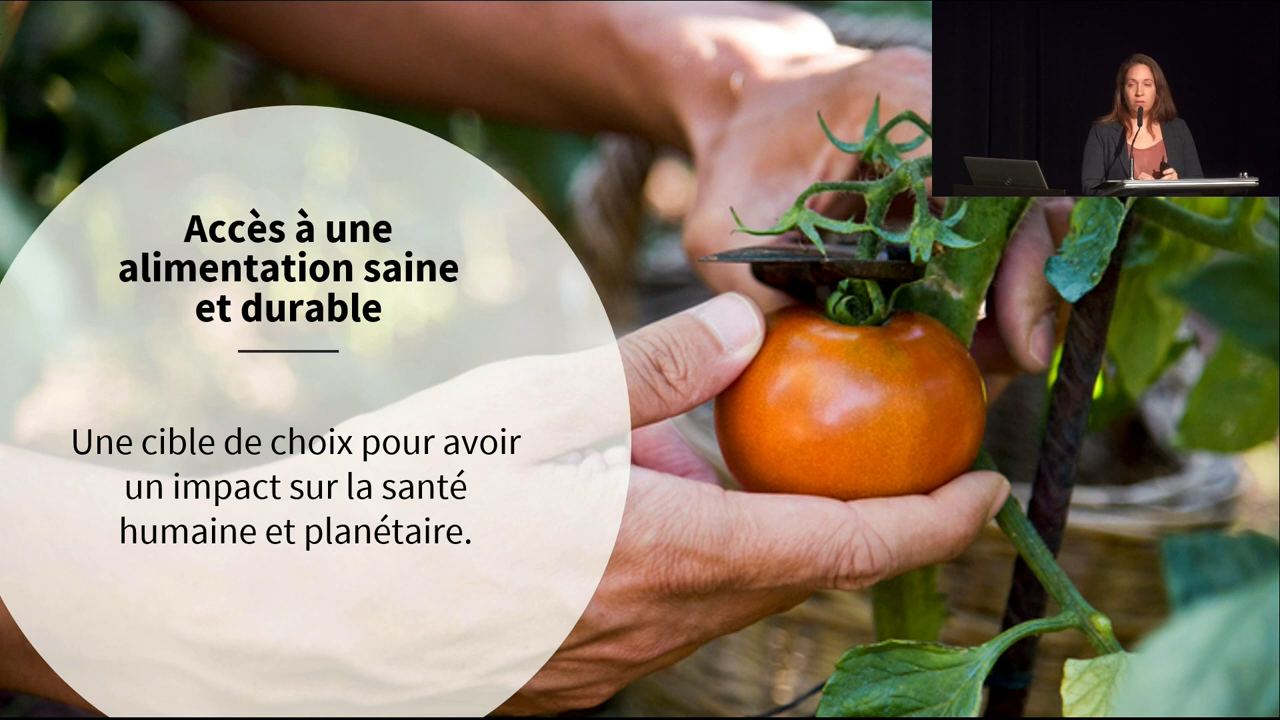 Accès à une
alimentation saine
et durable
Une cible de choix pour avoir
un impact sur la santé
humaine et planétaire.